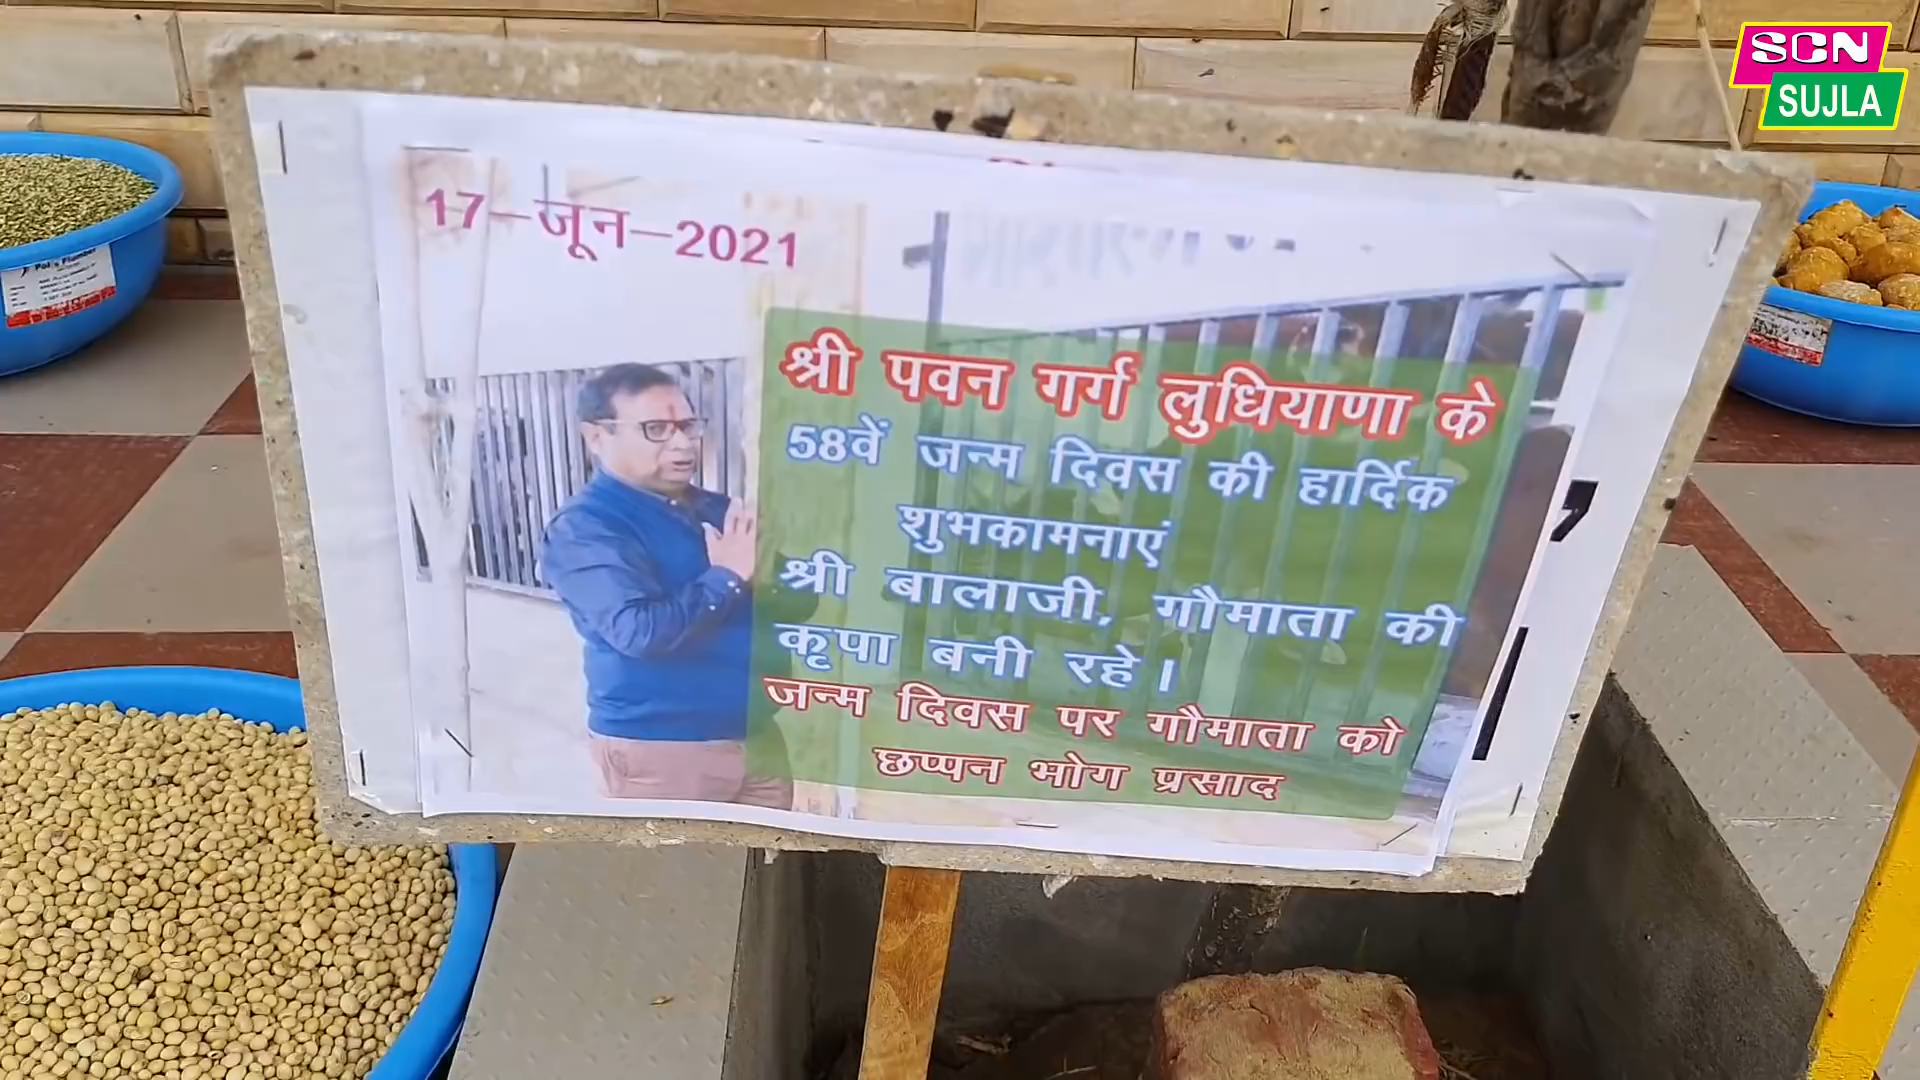 SCN
SUJLA
17-जून-2021
श्री पवन गर्ग लुधियाणा के
58वें जन्म दिवस की हार्दिक
शुभकामनाएं
श्री बालाजी, गौमाता की
कृपा बनी रहे।
जन्म दिवस पर गौमाता को
छप्पन भोग प्रसाद